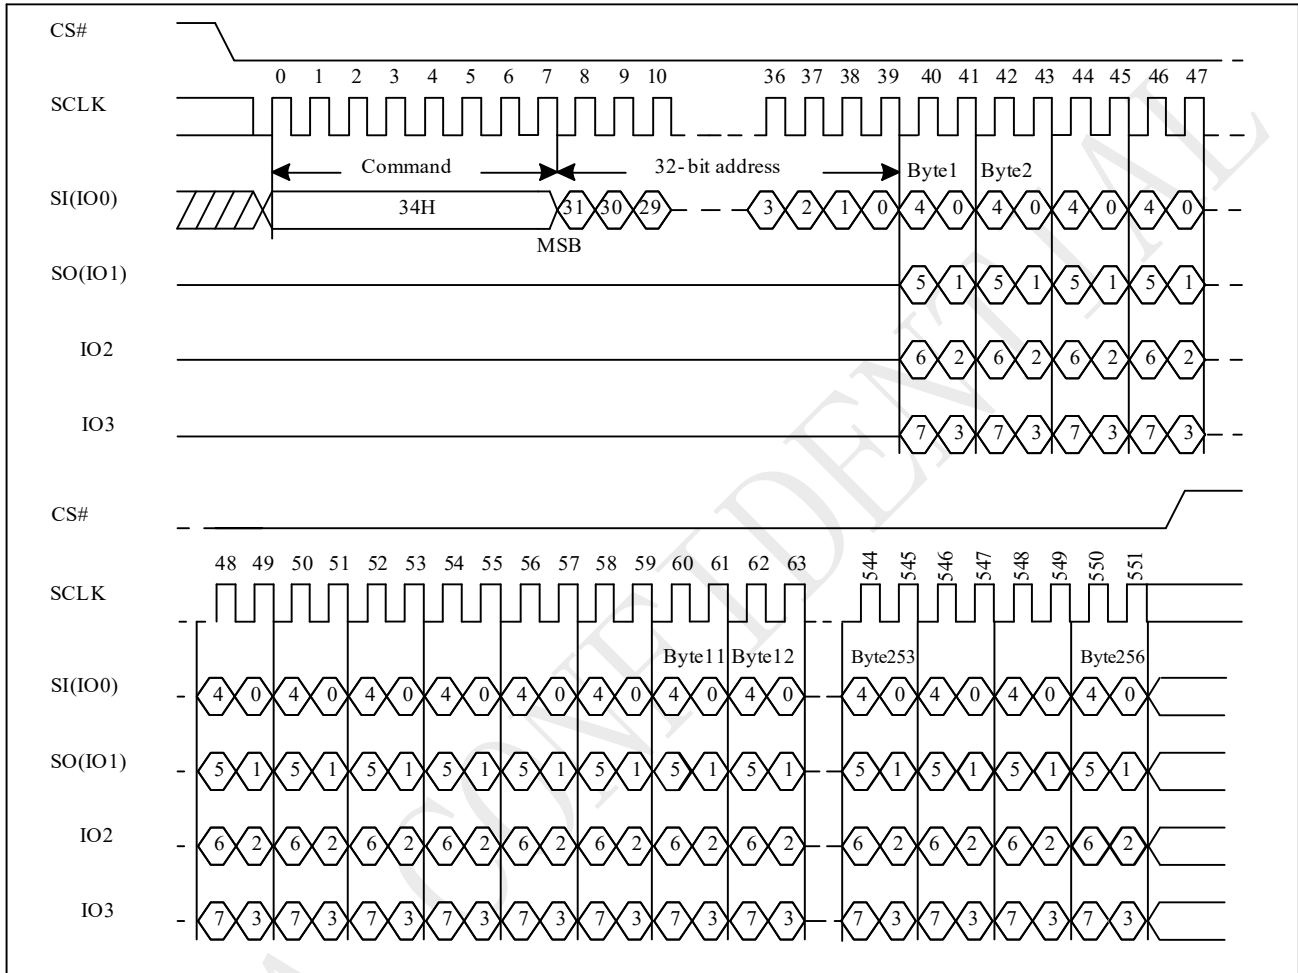 CS#
0 1 2 3 4 5 6 7 8 9 10 36 37 38 39 40 41 42 43 44 45 46 47
SCLK
Command 32-bit address Byte1 Byte2
SI(IO0) 34H 31 30 29 3 2 1 0 4 0 4 0 4 0 4 0
MSB
SO(IO1) 5 1 5 1 5 1 5 1
IO2 6 2 6 2 6 2 6 2
IO3 7 3 7 3 7 3 7 3
CS#
48 49 50 51 52 53 54 55 56 57 58 59 60 61 62 63 544 545 546 547 548 549 550 551
SCLK
Byte11 Byte12 Byte253 Byte256
SI(IO0) 4 0 4 0 4 0 4 0 4 0 4 0 4 0 4 0 4 0 4 0 4 0 4 0
SO(IO1) 5 1 5 1 5 1 5 1 5 1 5 1 5 1 5 1 5 1 5 1 5 1 5 1
IO2 6 2 6 2 6 2 6 2 6 2 6 2 6 2 6 2 6 2 6 2 6 2 6 2
IO3 7 3 7 3 7 3 7 3 7 3 7 3 7 3 7 3 7 3 7 3 7 3 7 3
CONFIDENTIAL